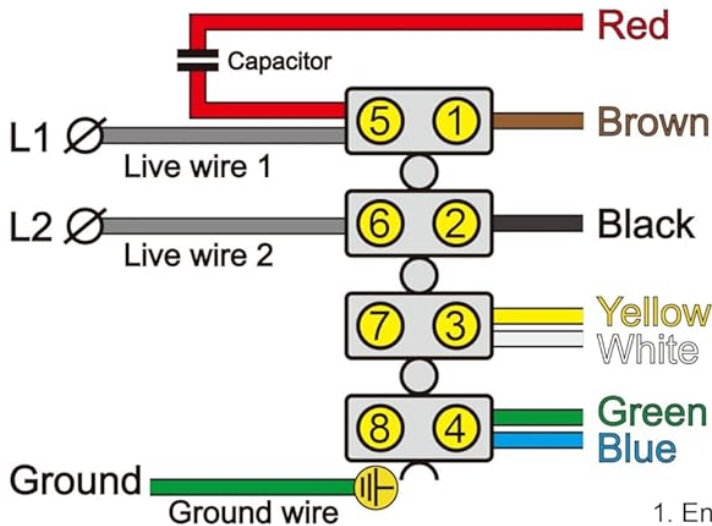 Red
Capacitor
5 1 Brown
L1
Live wire 1
L2 6 2 Black
Live wire 2
7 3 Yellow
White
8 4 Green
Blue
Ground
Ground wire
1. En